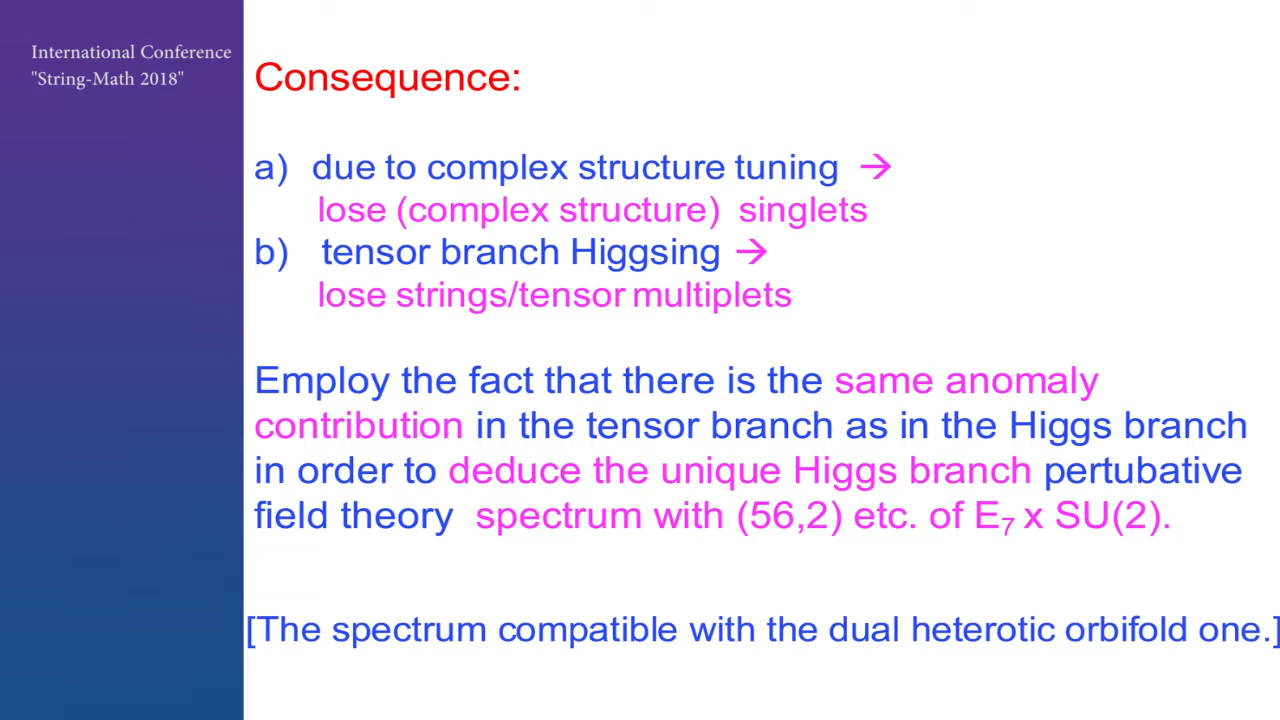 International Conference
"String-Math 2018"
Consequence:
a) due to complex structure tuning →
lose (complex structure) singlets
b) tensor branch Higgsing →
lose strings/tensor multiplets
Employ the fact that there is the same anomaly
contribution in the tensor branch as in the Higgs branch
in order to deduce the unique Higgs branch pertubative
field theory spectrum with (56,2) etc. of E₇ x SU(2).
[The spectrum compatible with the dual heterotic orbifold one.]